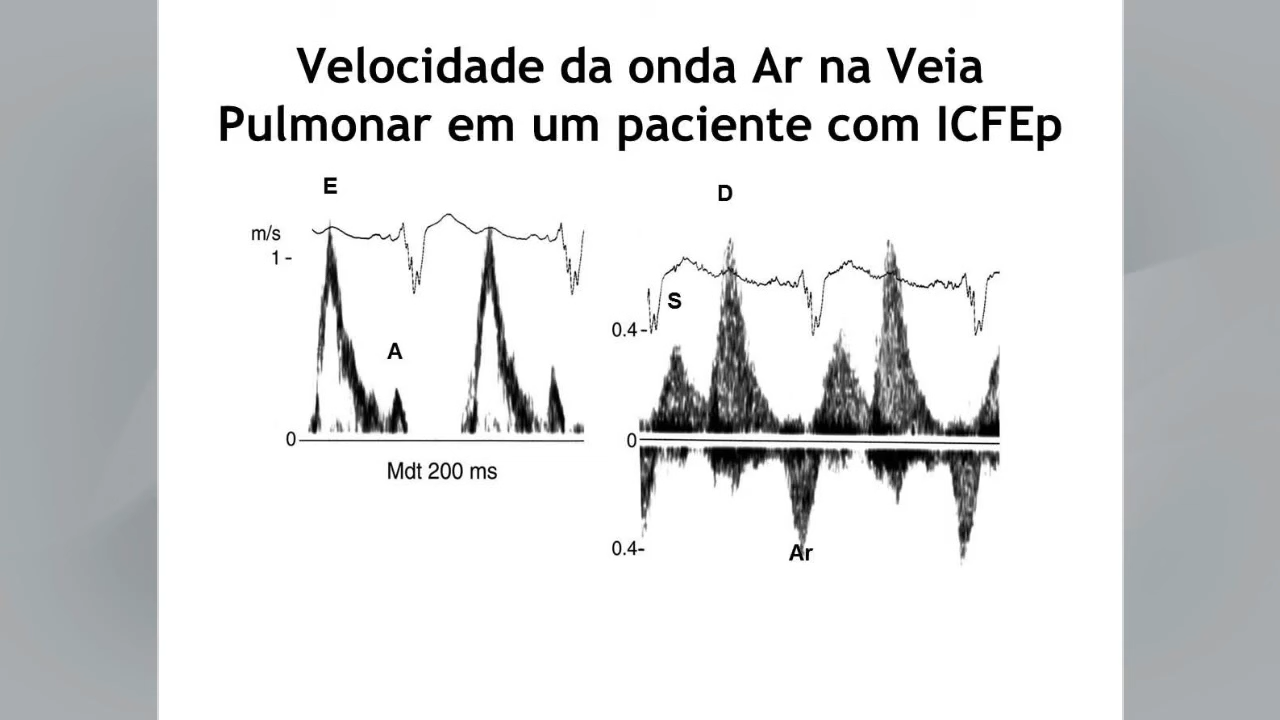 Velocidade da onda Ar na Veia
Pulmonar em um paciente com ICFEp
E
m/s
1 -
A
0
Mdt 200 ms
D
S
0.4-
0
0.4-
Ar